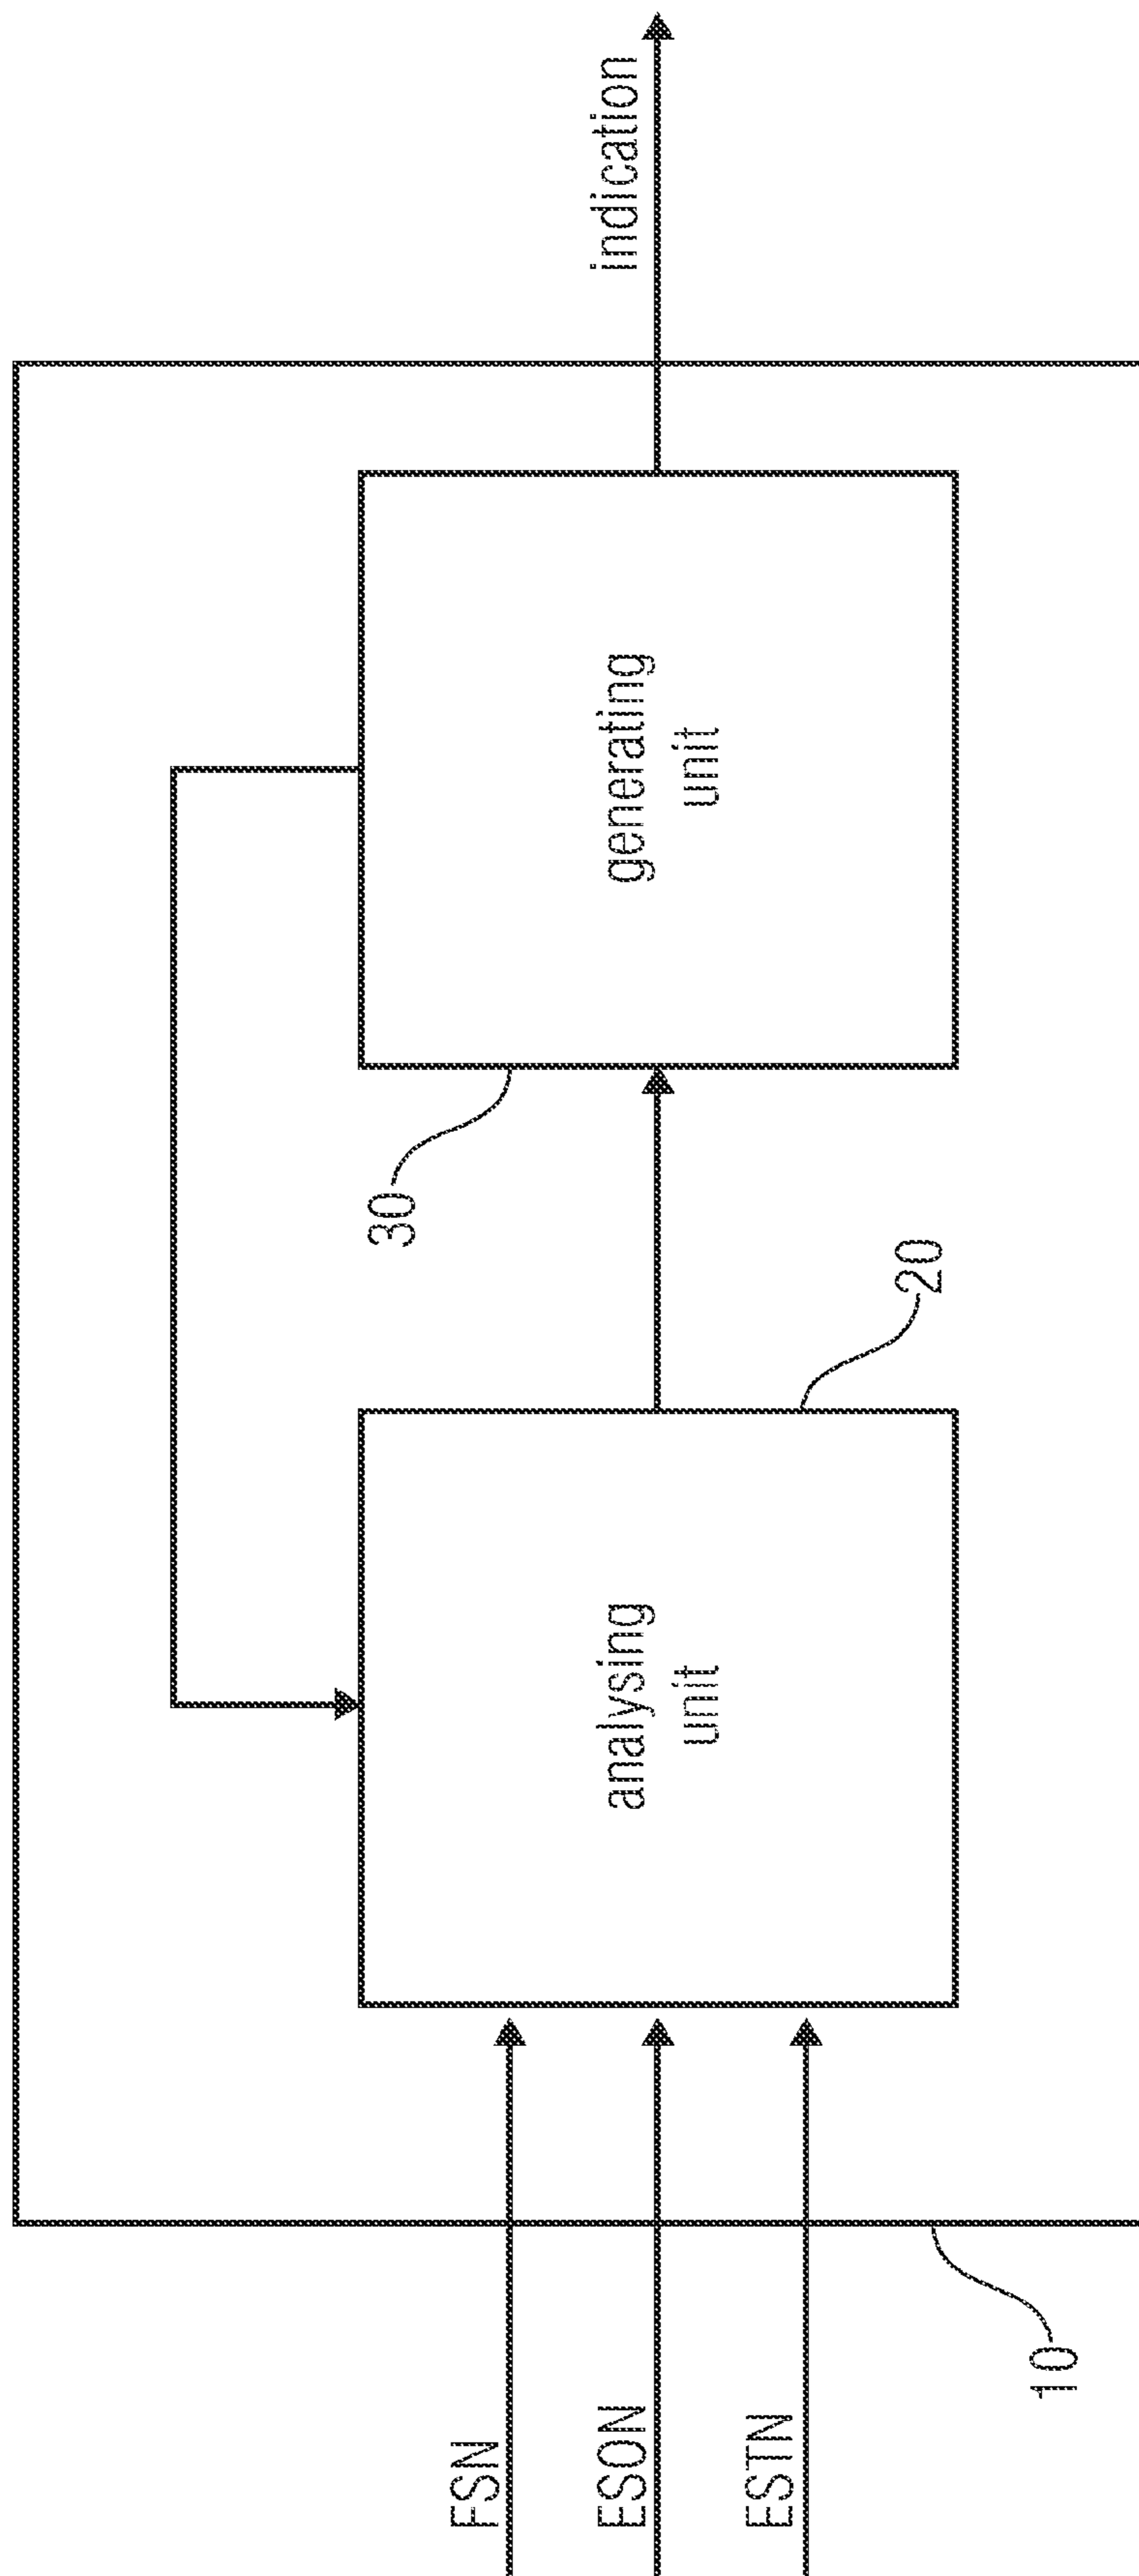 FSN
ESON
ESTN
10
analysing
unit
20
30
generating
unit
indication